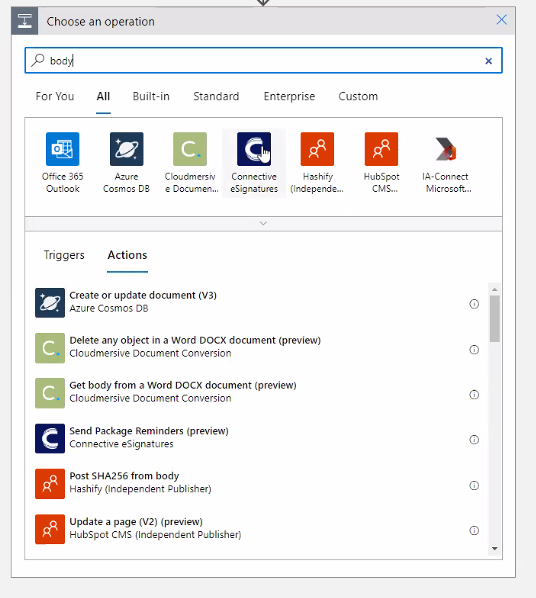 Choose an operation
body
For You All Built-in Standard Enterprise Custom
Office 365 Outlook
Azure Cosmos DB
Cloudmersiv e Documen...
Connective eSignatures
Hashify (Independe...
HubSpot CMS...
IA-Connect Microsoft...
Triggers Actions
Create or update document (V3)
Azure Cosmos DB
Delete any object in a Word DOCX document (preview)
Cloudmersive Document Conversion
Get body from a Word DOCX document (preview)
Cloudmersive Document Conversion
Send Package Reminders (preview)
Connective eSignatures
Post SHA256 from body
Hashify (Independent Publisher)
Update a page (V2) (preview)
HubSpot CMS (Independent Publisher)